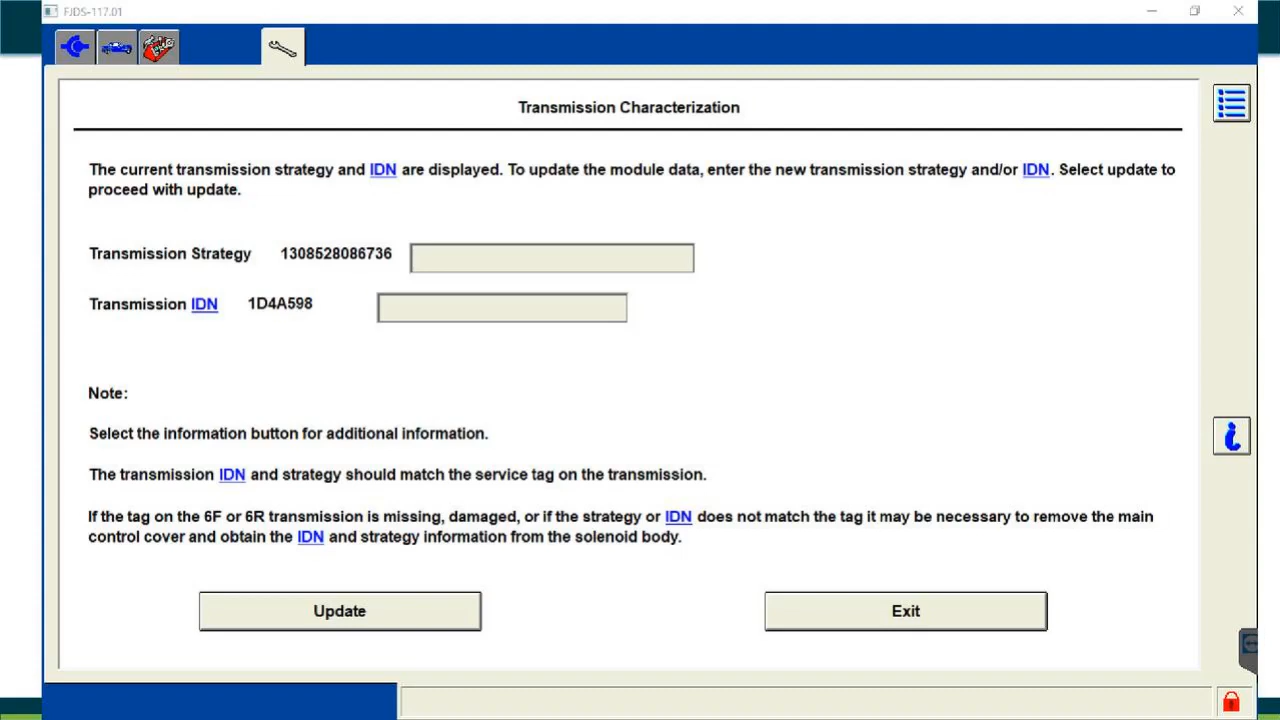 FJDS-117.01
Transmission Characterization
The current transmission strategy and IDN are displayed. To update the module data, enter the new transmission strategy and/or IDN. Select update to
proceed with update.
Transmission Strategy 1308528086736
Transmission IDN 1D4A598
Note:
Select the information button for additional information.
The transmission IDN and strategy should match the service tag on the transmission.
If the tag on the 6F or 6R transmission is missing, damaged, or if the strategy or IDN does not match the tag it may be necessary to remove the main
control cover and obtain the IDN and strategy information from the solenoid body.
Update Exit